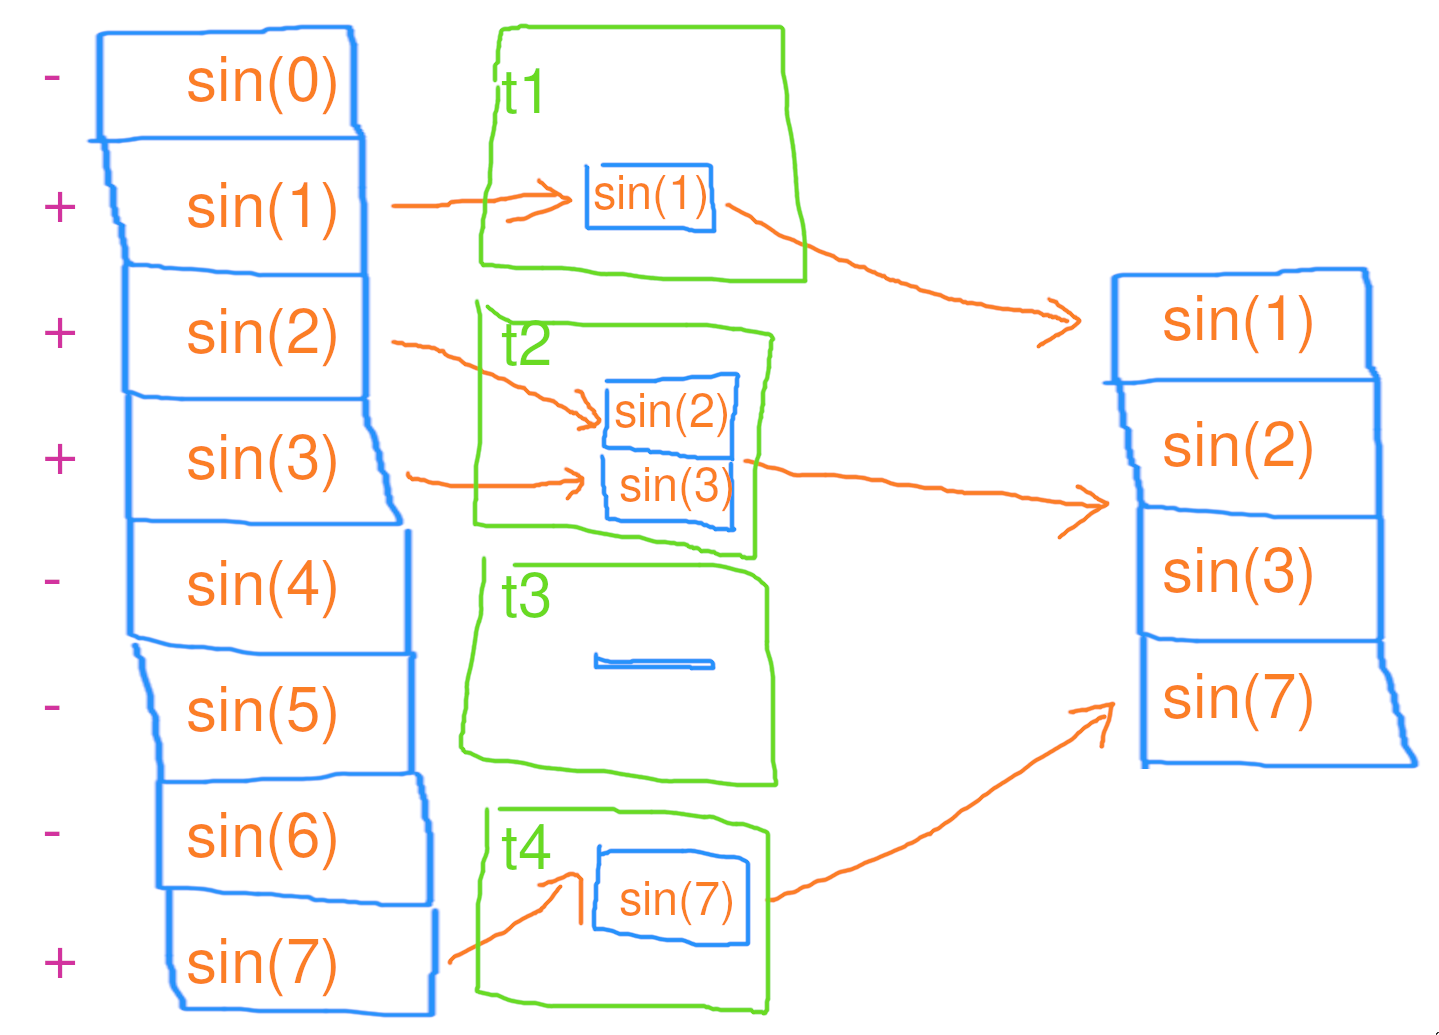 - sin(0)
+ sin(1)
+ sin(2)
+ sin(3)
- sin(4)
- sin(5)
- sin(6)
+ sin(7)
t1
sin(1)
t2
sin(2)
sin(3)
t3
t4
sin(7)
sin(1)
sin(2)
sin(3)
sin(7)